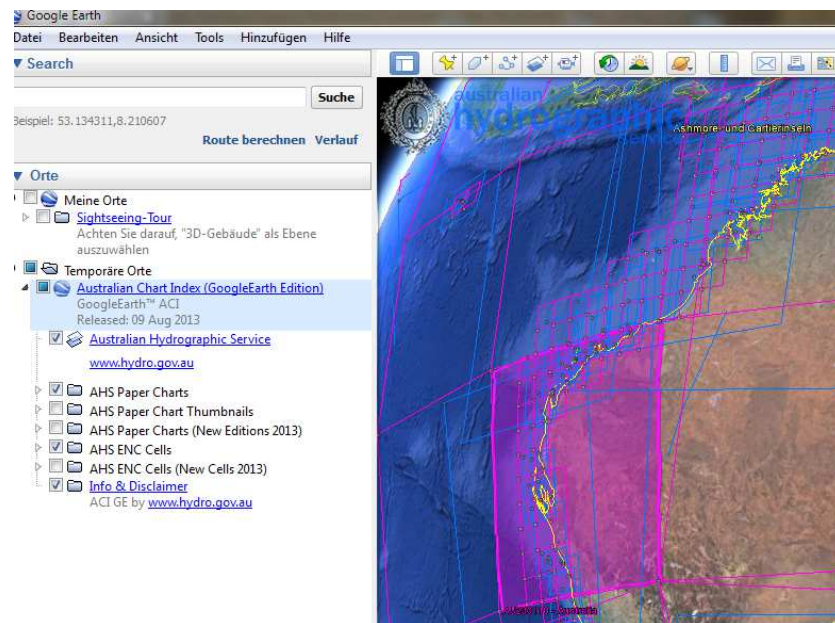 Google Earth
Datei Bearbeiten Ansicht Tools Hinzufügen Hilfe
Search
Suche
Beispiel: 53.134311,8.210607
Route berechnen Verlauf
Orte
Meine Orte
Sightseeing-Tour
Achten Sie darauf, "3D-Gebäude" als Ebene
auszuwählen
Temporäre Orte
Australian Chart Index (GoogleEarth Edition)
GoogleEarth™ ACI
Released: 09 Aug 2013
Australian Hydrographic Service
www.hydro.gov.au
AHS Paper Charts
AHS Paper Chart Thumbnails
AHS Paper Charts (New Editions 2013)
AHS ENC Cells
AHS ENC Cells (New Cells 2013)
Info & Disclaimer
ACI GE by www.hydro.gov.au
australian
hydrographic
Ashmore- und Cartierinseln
Australia